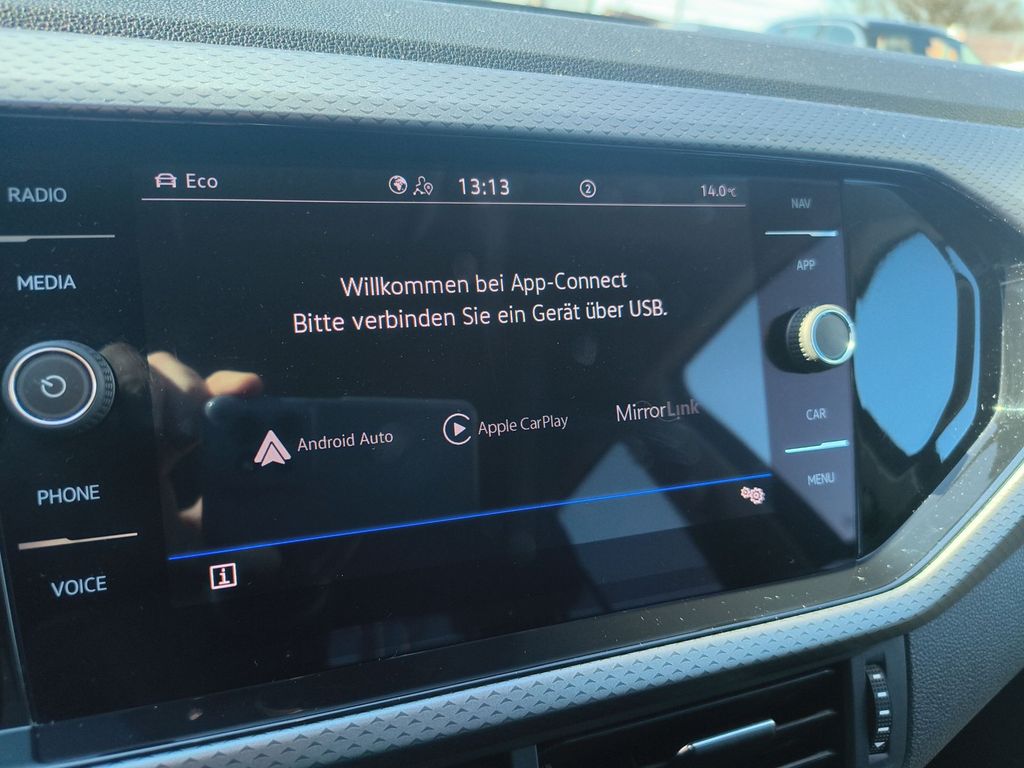 RADIO
MEDIA
PHONE
VOICE
Eco
13:13
2
14.0°C
Willkommen bei App-Connect
Bitte verbinden Sie ein Gerät über USB.
Android Auto
Apple CarPlay
MirrorLink
i
NAV
APP
CAR
MENU